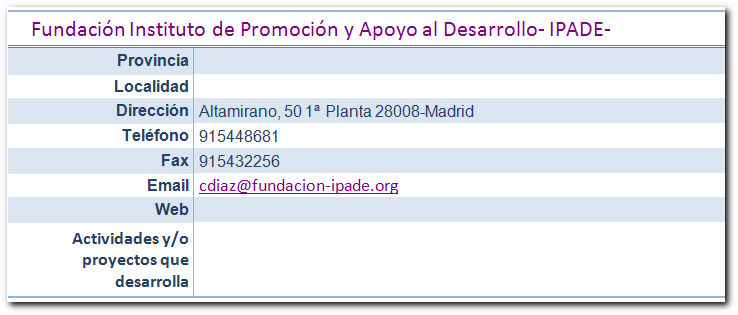 Fundación Instituto de Promoción y Apoyo al Desarrollo- IPADE-
Provincia
Localidad
Dirección Altamirano, 50 1ª Planta 28008-Madrid
Teléfono 915448681
Fax 915432256
Email cdiaz@fundacion-ipade.org
Web
Actividades y/o
proyectos que
desarrolla